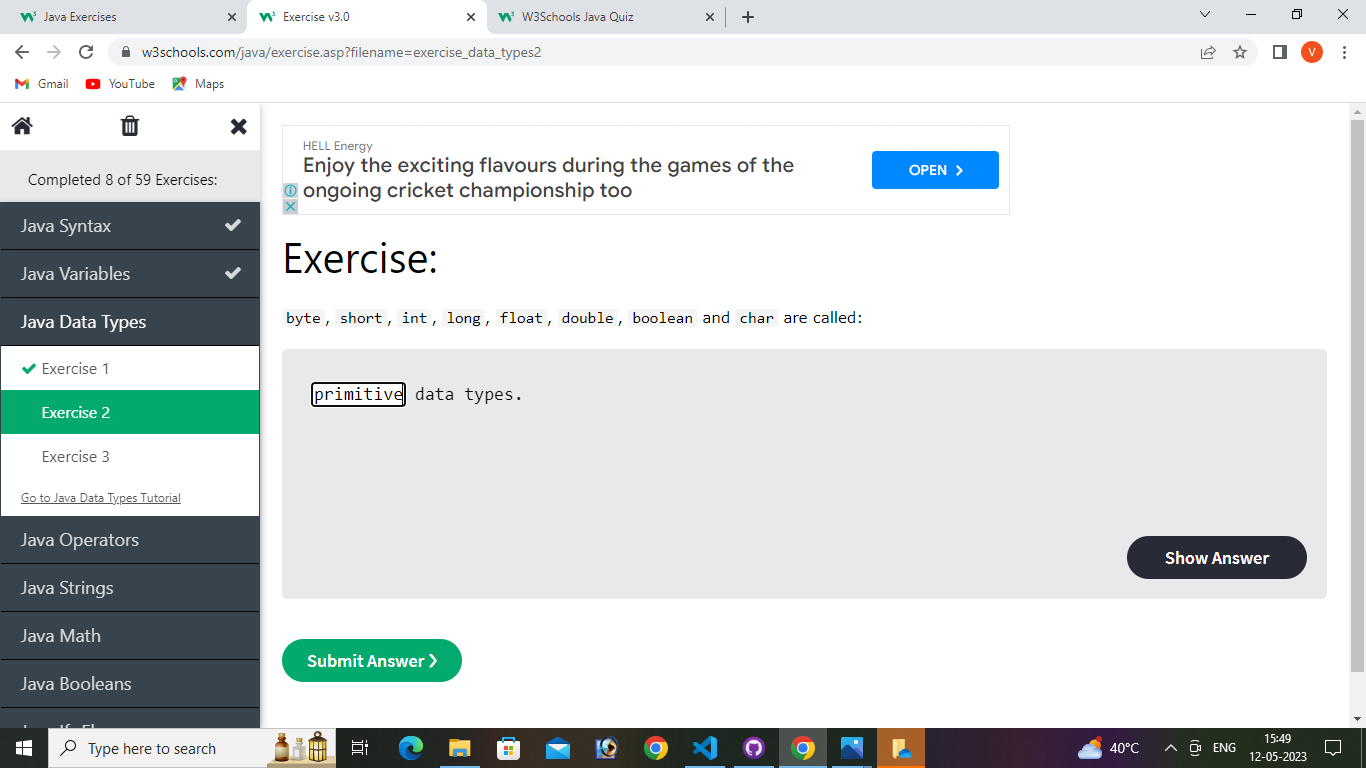 Java Exercises
Exercise v3.0
W3Schools Java Quiz
w3schools.com/java/exercise.asp?filename=exercise_data_types2
V
Gmail
YouTube
Maps
Completed 8 of 59 Exercises:
Java Syntax
Java Variables
Java Data Types
Exercise 1
Exercise 2
Exercise 3
Go to Java Data Types Tutorial
Java Operators
Java Strings
Java Math
Java Booleans
HELL Energy
Enjoy the exciting flavours during the games of the
ongoing cricket championship too
OPEN
Exercise:
byte, short, int, long, float, double, boolean and char are called:
primitive data types.
Show Answer
Submit Answer ❯
Type here to search
40°C
ENG
15:49
12-05-2023